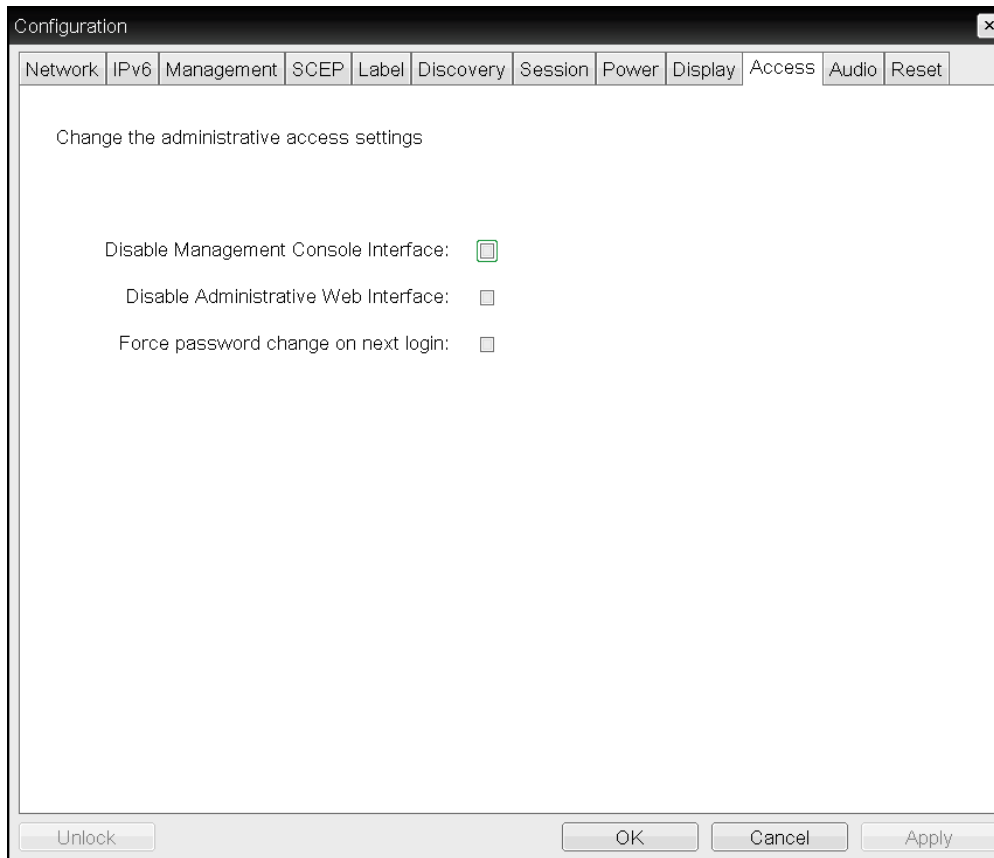 Configuration
Network IPv6 Management SCEP Label Discovery Session Power Display Access Audio Reset
Change the administrative access settings
Disable Management Console Interface:
Disable Administrative Web Interface:
Force password change on next login:
Unlock OK Cancel Apply